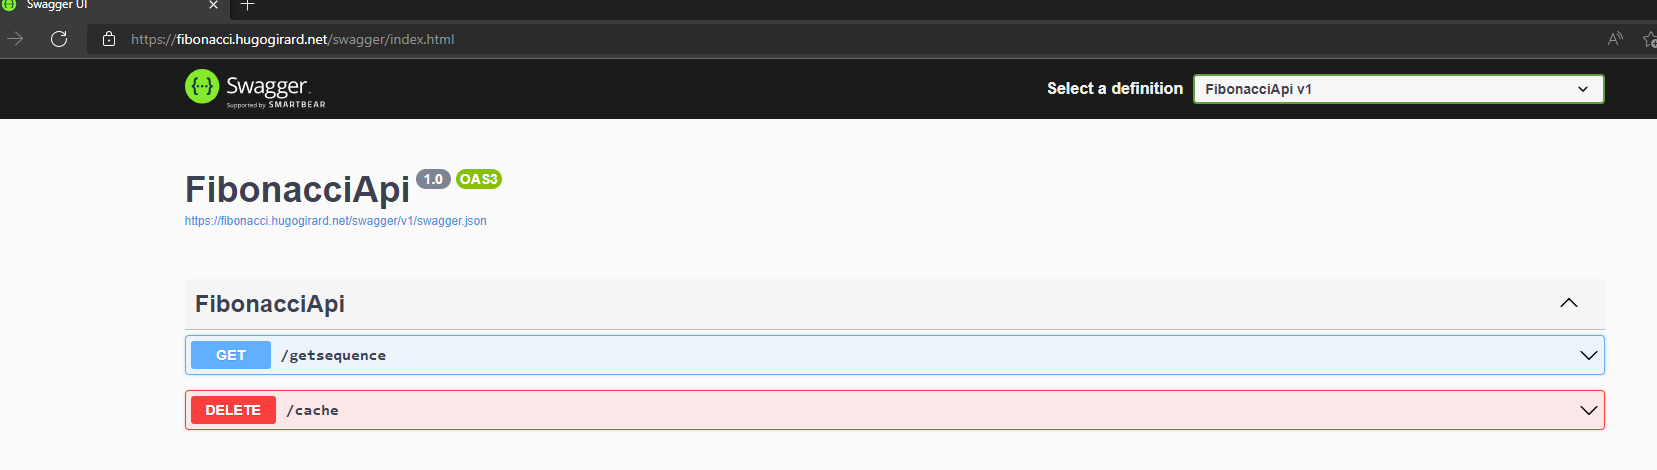 Swagger UI
https://fibonacci.hugogirard.net/swagger/index.html
Swagger
Supported by SMARTBEAR
Select a definition
FibonacciApi v1
FibonacciApi 1.0 OAS3
https://fibonacci.hugogirard.net/swagger/v1/swagger.json
FibonacciApi
GET /getsequence
DELETE /cache